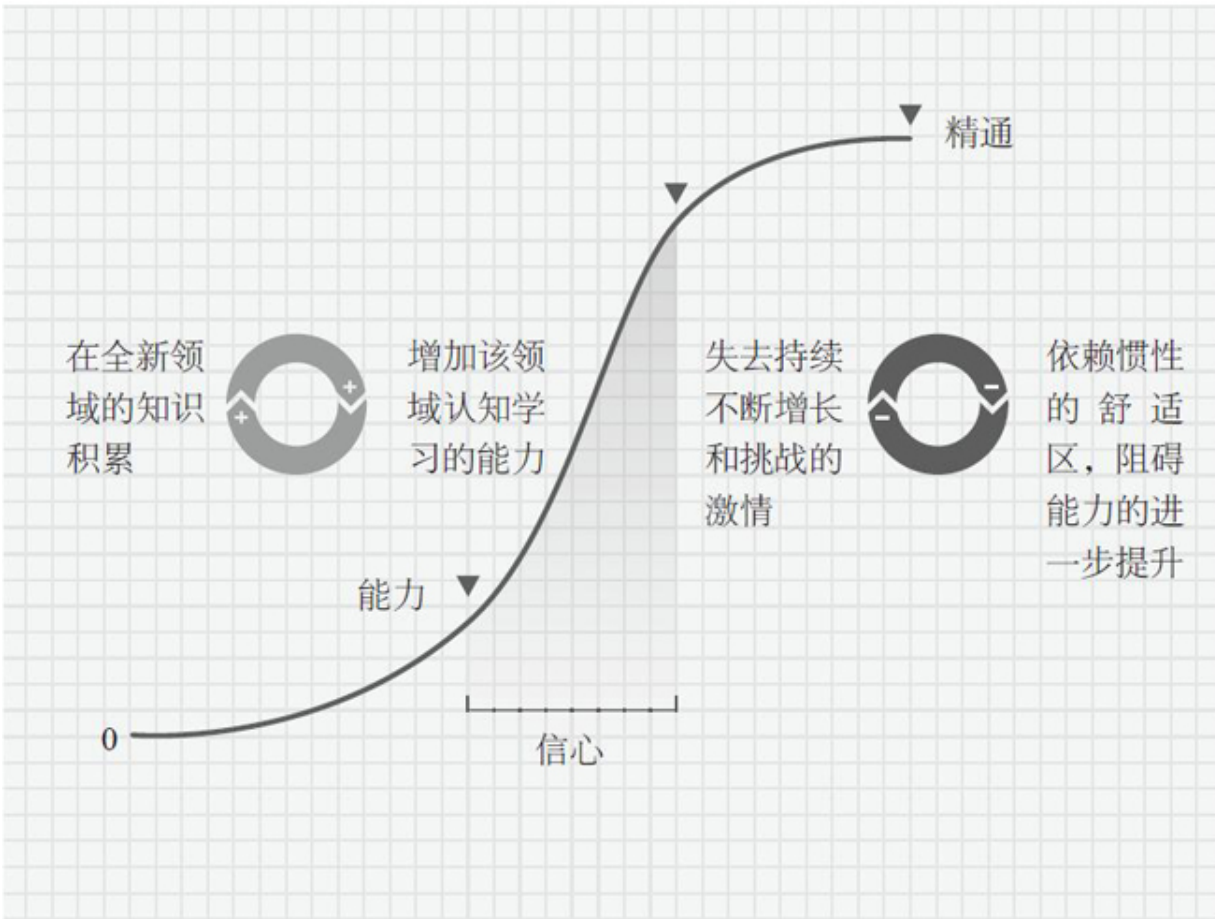 精通
在全新领
域的知识
积累
+
+
增加该领
域认知学
习的能力
失去持续
不断增长
和挑战的
激情
-
-
依赖惯性
的舒适
区，阻碍
能力的进
一步提升
能力
0
信心